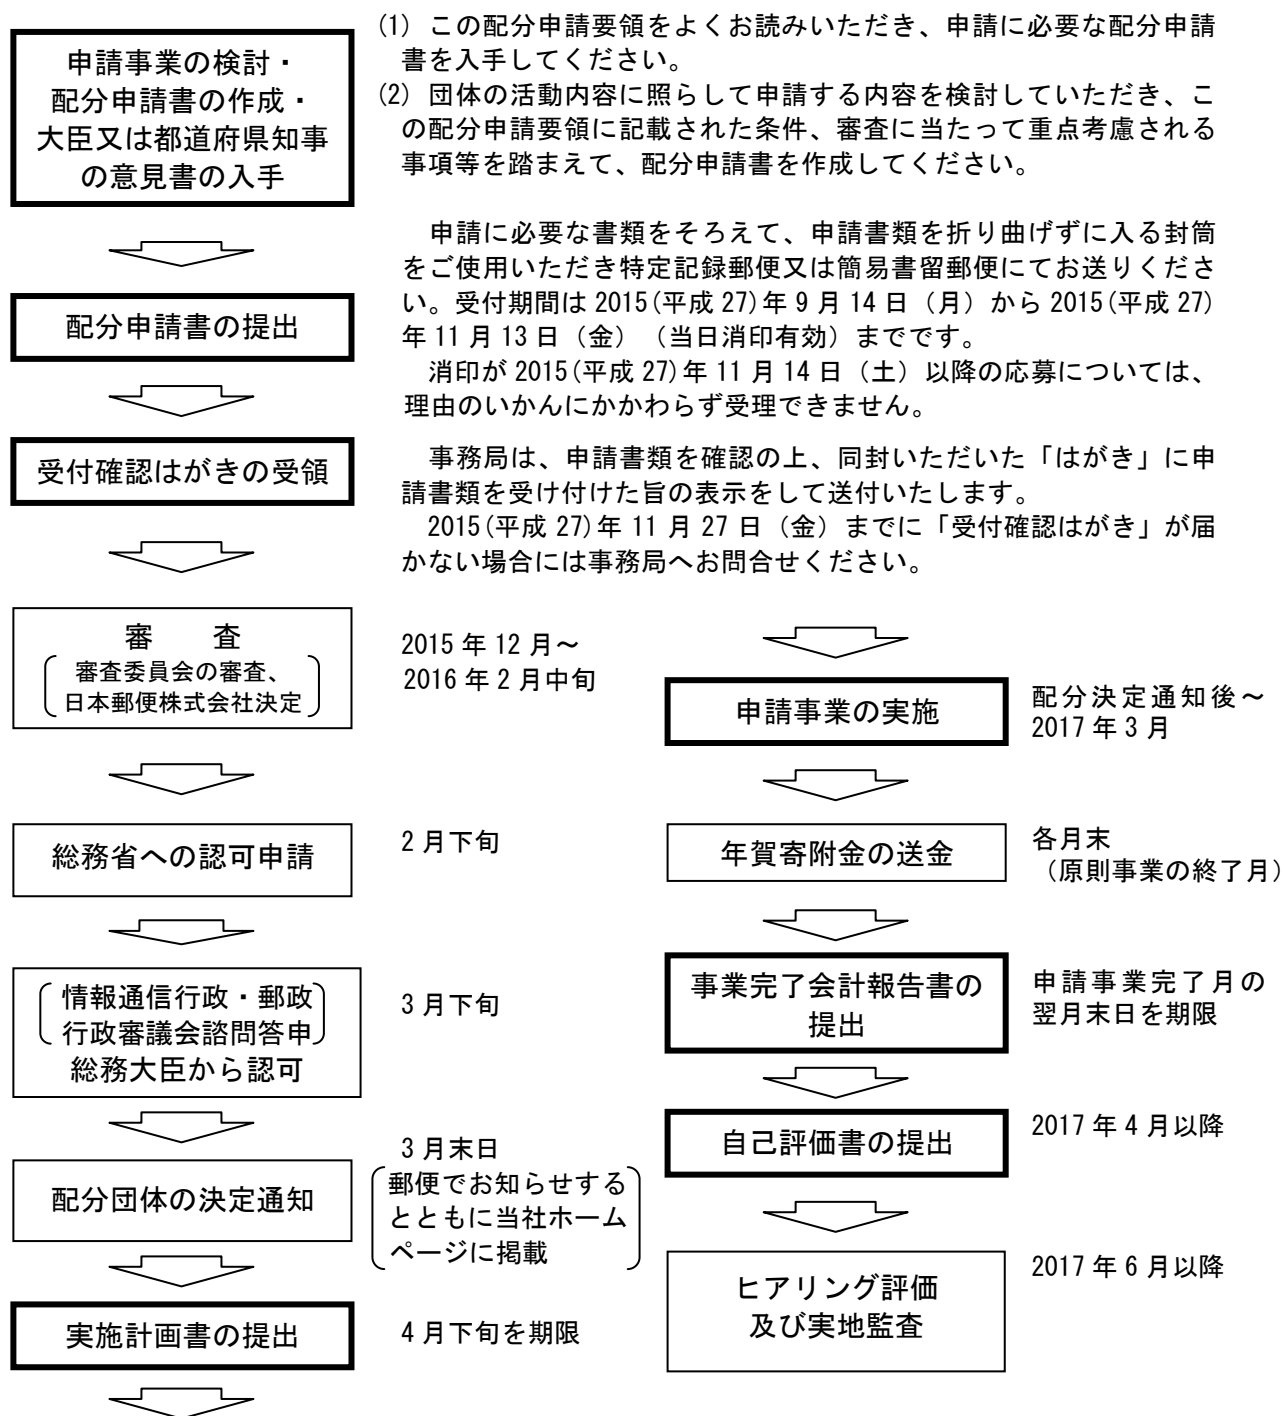 申請事業の検討・
配分申請書の作成・
大臣又は都道府県知事
の意見書の入手
(1) この配分申請要領をよくお読みいただき、申請に必要な配分申請
書を入手してください。
(2) 団体の活動内容に照らして申請する内容を検討していただき、こ
の配分申請要領に記載された条件、審査に当たって重点考慮される
事項等を踏まえて、配分申請書を作成してください。
配分申請書の提出
申請に必要な書類をそろえて、申請書類を折り曲げずに入る封筒
をご使用いただき特定記録郵便又は簡易書留郵便にてお送りくださ
い。受付期間は 2015(平成 27)年 9 月 14 日（月）から 2015(平成 27)
年 11 月 13 日（金）（当日消印有効）までです。
消印が 2015(平成 27)年 11 月 14 日（土）以降の応募については、
理由のいかんにかかわらず受理できません。
受付確認はがきの受領
事務局は、申請書類を確認の上、同封いただいた「はがき」に申
請書類を受け付けた旨の表示をして送付いたします。
2015(平成 27)年 11 月 27 日（金）までに「受付確認はがき」が届
かない場合には事務局へお問合せください。
審　査
審査委員会の審査、
日本郵便株式会社決定
2015 年 12 月～
2016 年 2 月中旬
総務省への認可申請
2 月下旬
情報通信行政・郵政
行政審議会諮問答申
総務大臣から認可
3 月下旬
配分団体の決定通知
3 月末日
郵便でお知らせする
とともに当社ホーム
ページに掲載
実施計画書の提出
4 月下旬を期限
申請事業の実施
配分決定通知後～
2017 年 3 月
年賀寄附金の送金
各月末
（原則事業の終了月）
事業完了会計報告書の
提出
申請事業完了月の
翌月末日を期限
自己評価書の提出
2017 年 4 月以降
ヒアリング評価
及び実地監査
2017 年 6 月以降